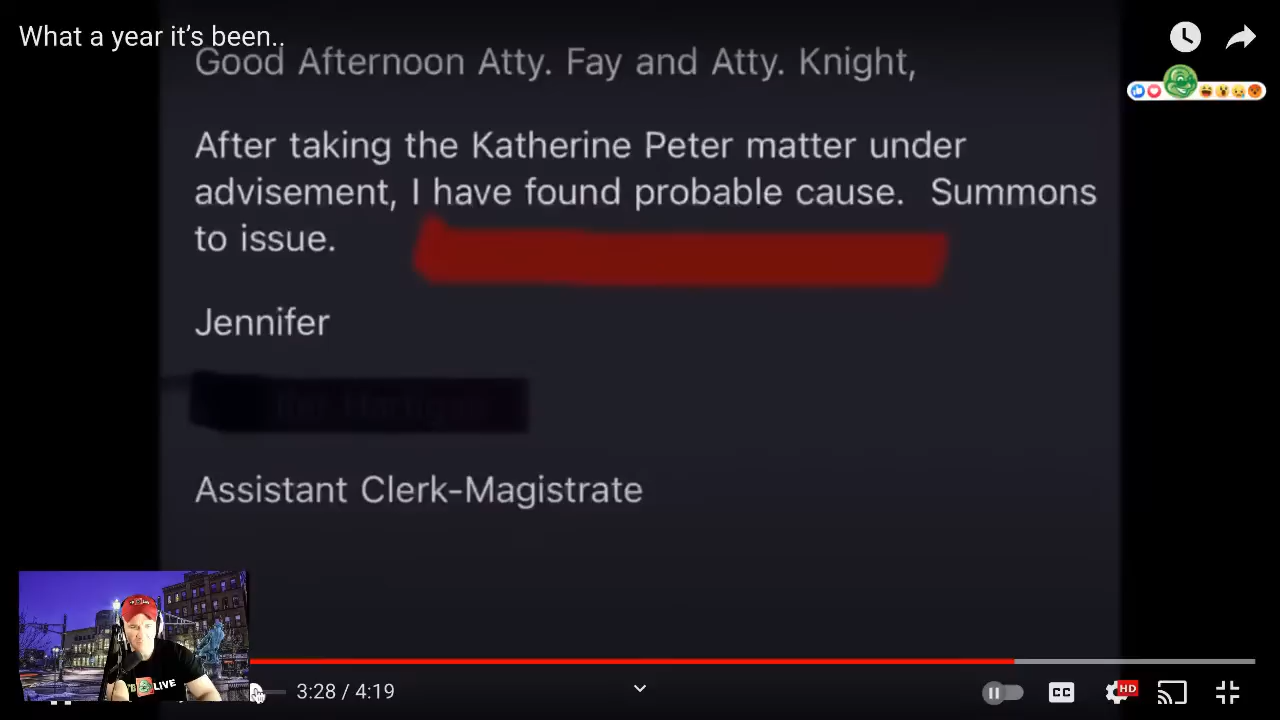 What a year it’s been..
Good Afternoon Atty. Fay and Atty. Knight,
After taking the Katherine Peter matter under
advisement, I have found probable cause.  Summons
to issue.
Jennifer
Assistant Clerk-Magistrate
LIVE
3:28 / 4:19
CC
HD